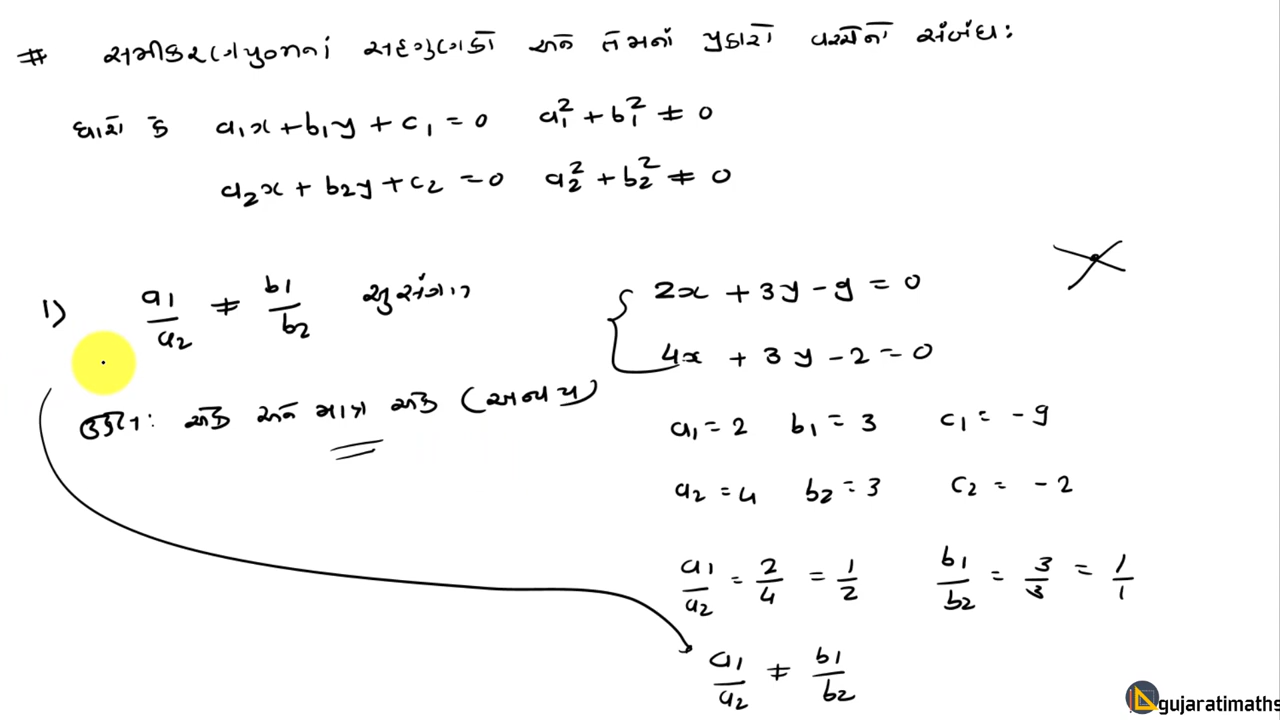 # સમીકરણયુગ્મનાં સહગુણકો અને તેમનાં પ્રકારો વચ્ચેનો સંબંધ:
ધારો કે a₁x + b₁y + c₁ = 0 a₁² + b₁² ≠ 0
a₂x + b₂y + c₂ = 0 a₂² + b₂² ≠ 0
1) a₁/a₂ ≠ b₁/b₂ સુસંગત
ઉકેલ: એક અને માત્ર એક (અનન્ય)
2x + 3y - 9 = 0
4x + 3y - 2 = 0
a₁ = 2 b₁ = 3 c₁ = -9
a₂ = 4 b₂ = 3 c₂ = -2
a₁/a₂ = 2/4 = 1/2 b₁/b₂ = 3/3 = 1/1
a₁/a₂ ≠ b₁/b₂
gujaratimaths